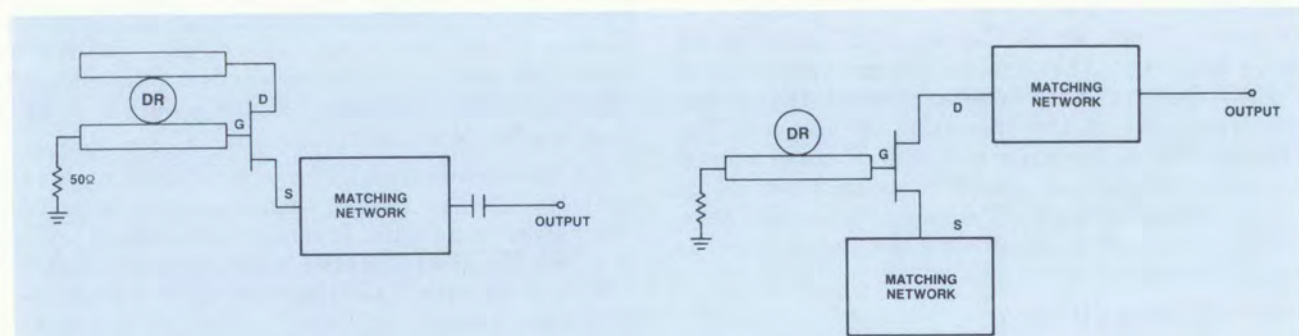 DR
D
G
50Ω
S
MATCHING
NETWORK
OUTPUT
MATCHING
NETWORK
OUTPUT
D
DR
G
S
MATCHING
NETWORK